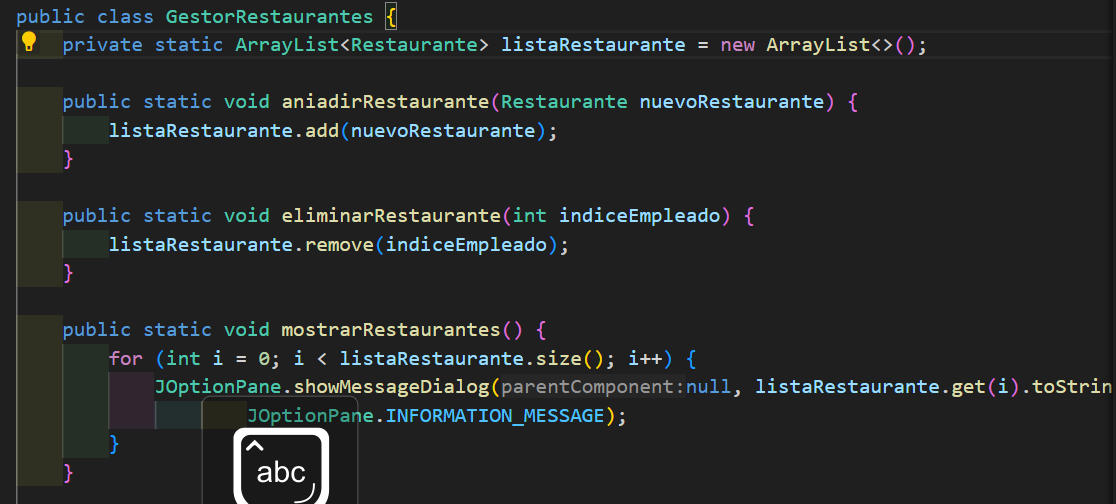 public class GestorRestaurantes {
private static ArrayList<Restaurante> listaRestaurante = new ArrayList<>();
public static void aniadirRestaurante(Restaurante nuevoRestaurante) {
listaRestaurante.add(nuevoRestaurante);
}
public static void eliminarRestaurante(int indiceEmpleado) {
listaRestaurante.remove(indiceEmpleado);
}
public static void mostrarRestaurantes() {
for (int i = 0; i < listaRestaurante.size(); i++) {
JOptionPane.showMessageDialog(parentComponent:null, listaRestaurante.get(i).toStrin
JOptionPane.INFORMATION_MESSAGE);
}
abc
}